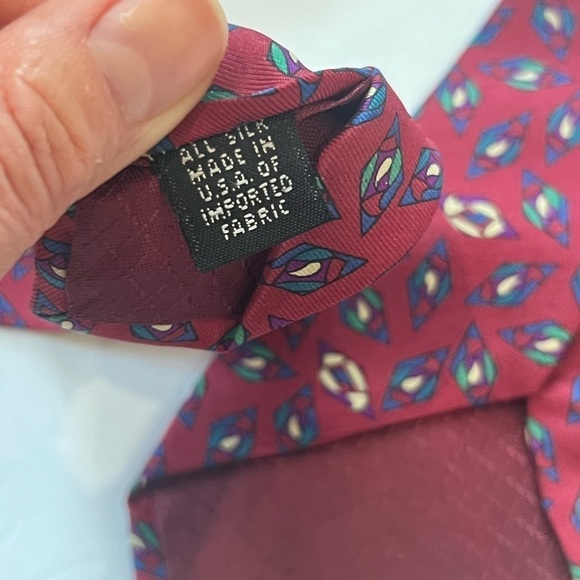 ALL SILK
MADE IN
U.S.A. OF
IMPORTED
FABRIC